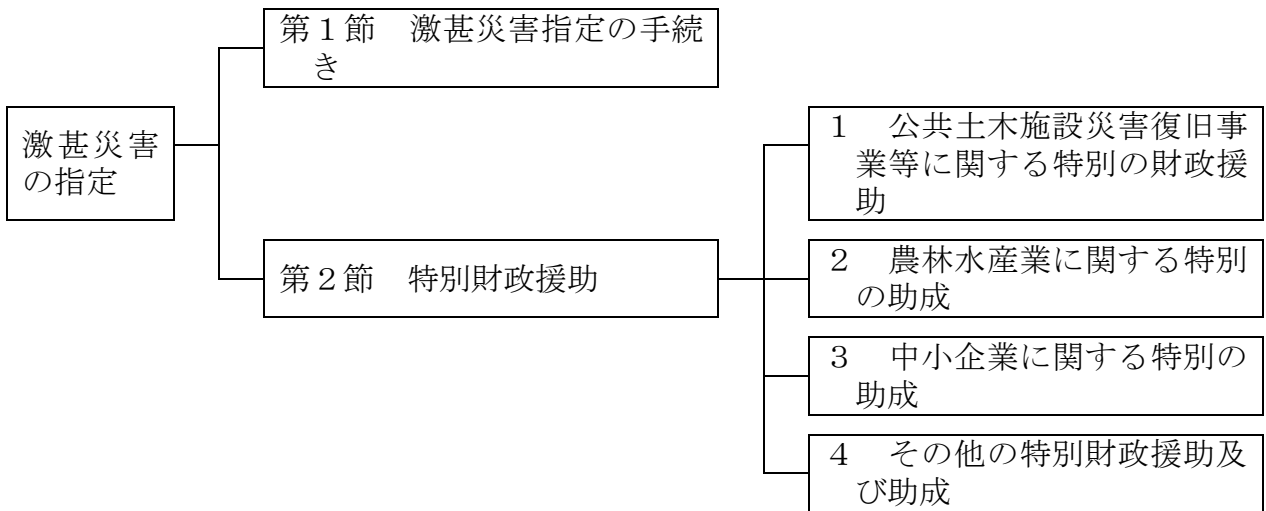 激甚災害
の指定
第１節　激甚災害指定の手続
き
第２節　特別財政援助
１　公共土木施設災害復旧事
業等に関する特別の財政援
助
２　農林水産業に関する特別
の助成
３　中小企業に関する特別の
助成
４　その他の特別財政援助及
び助成